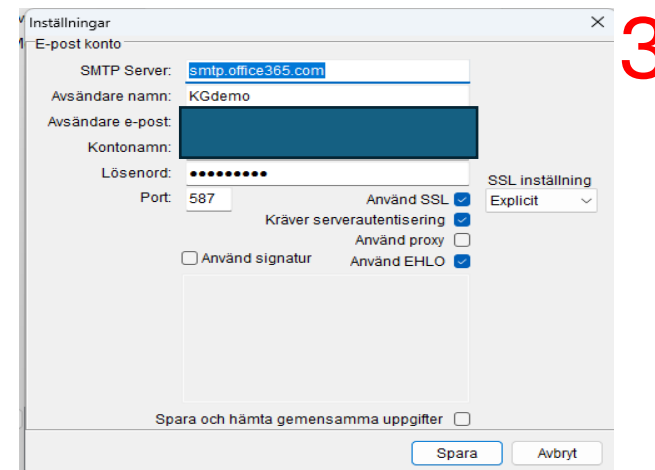 Inställningar
E-post konto
SMTP Server: smtp.office365.com
Avsändare namn: KGdemo
Avsändare e-post:
Kontonamn:
Lösenord: •••••••••
SSL inställning
Port: 587 Använd SSL Explicit
Kräver serverautentisering
Använd proxy
Använd signatur Använd EHLO
Spara och hämta gemensamma uppgifter
Spara Avbryt
3